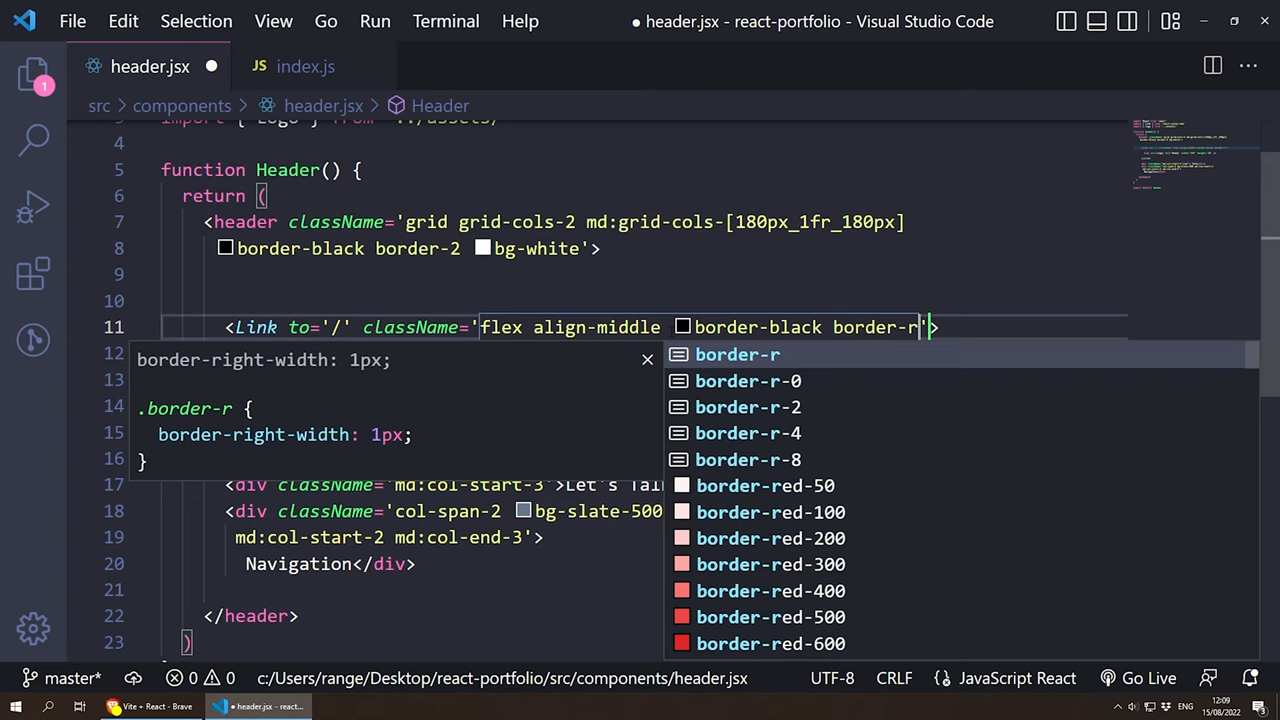 File Edit Selection View Go Run Terminal Help ● header.jsx - react-portfolio - Visual Studio Code
1
header.jsx ● JS index.js
src > components > header.jsx > Header
4
5 function Header() {
6 return (
7 <header className='grid grid-cols-2 md:grid-cols-[180px_1fr_180px]
8 border-black border-2 bg-white'>
9
10
11 <Link to='/' className='flex align-middle border-black border-r'>
12 border-right-width: 1px;
13
14 .border-r {
15 border-right-width: 1px;
16 }
border-r
border-r-0
border-r-2
border-r-4
border-r-8
border-red-50
border-red-100
border-red-200
border-red-300
border-red-400
border-red-500
border-red-600
17 <div className='md:col-start-3'>Let's Tal
18 <div className='col-span-2 bg-slate-500
19 md:col-start-2 md:col-end-3'>
20 Navigation</div>
21
22 </header>
23 )
master* 0 0 c:/Users/range/Desktop/react-portfolio/src/components/header.jsx UTF-8 CRLF JavaScript React Go Live
Vite + React - Brave header.jsx - react... ENG 12:09
15/08/2022 3